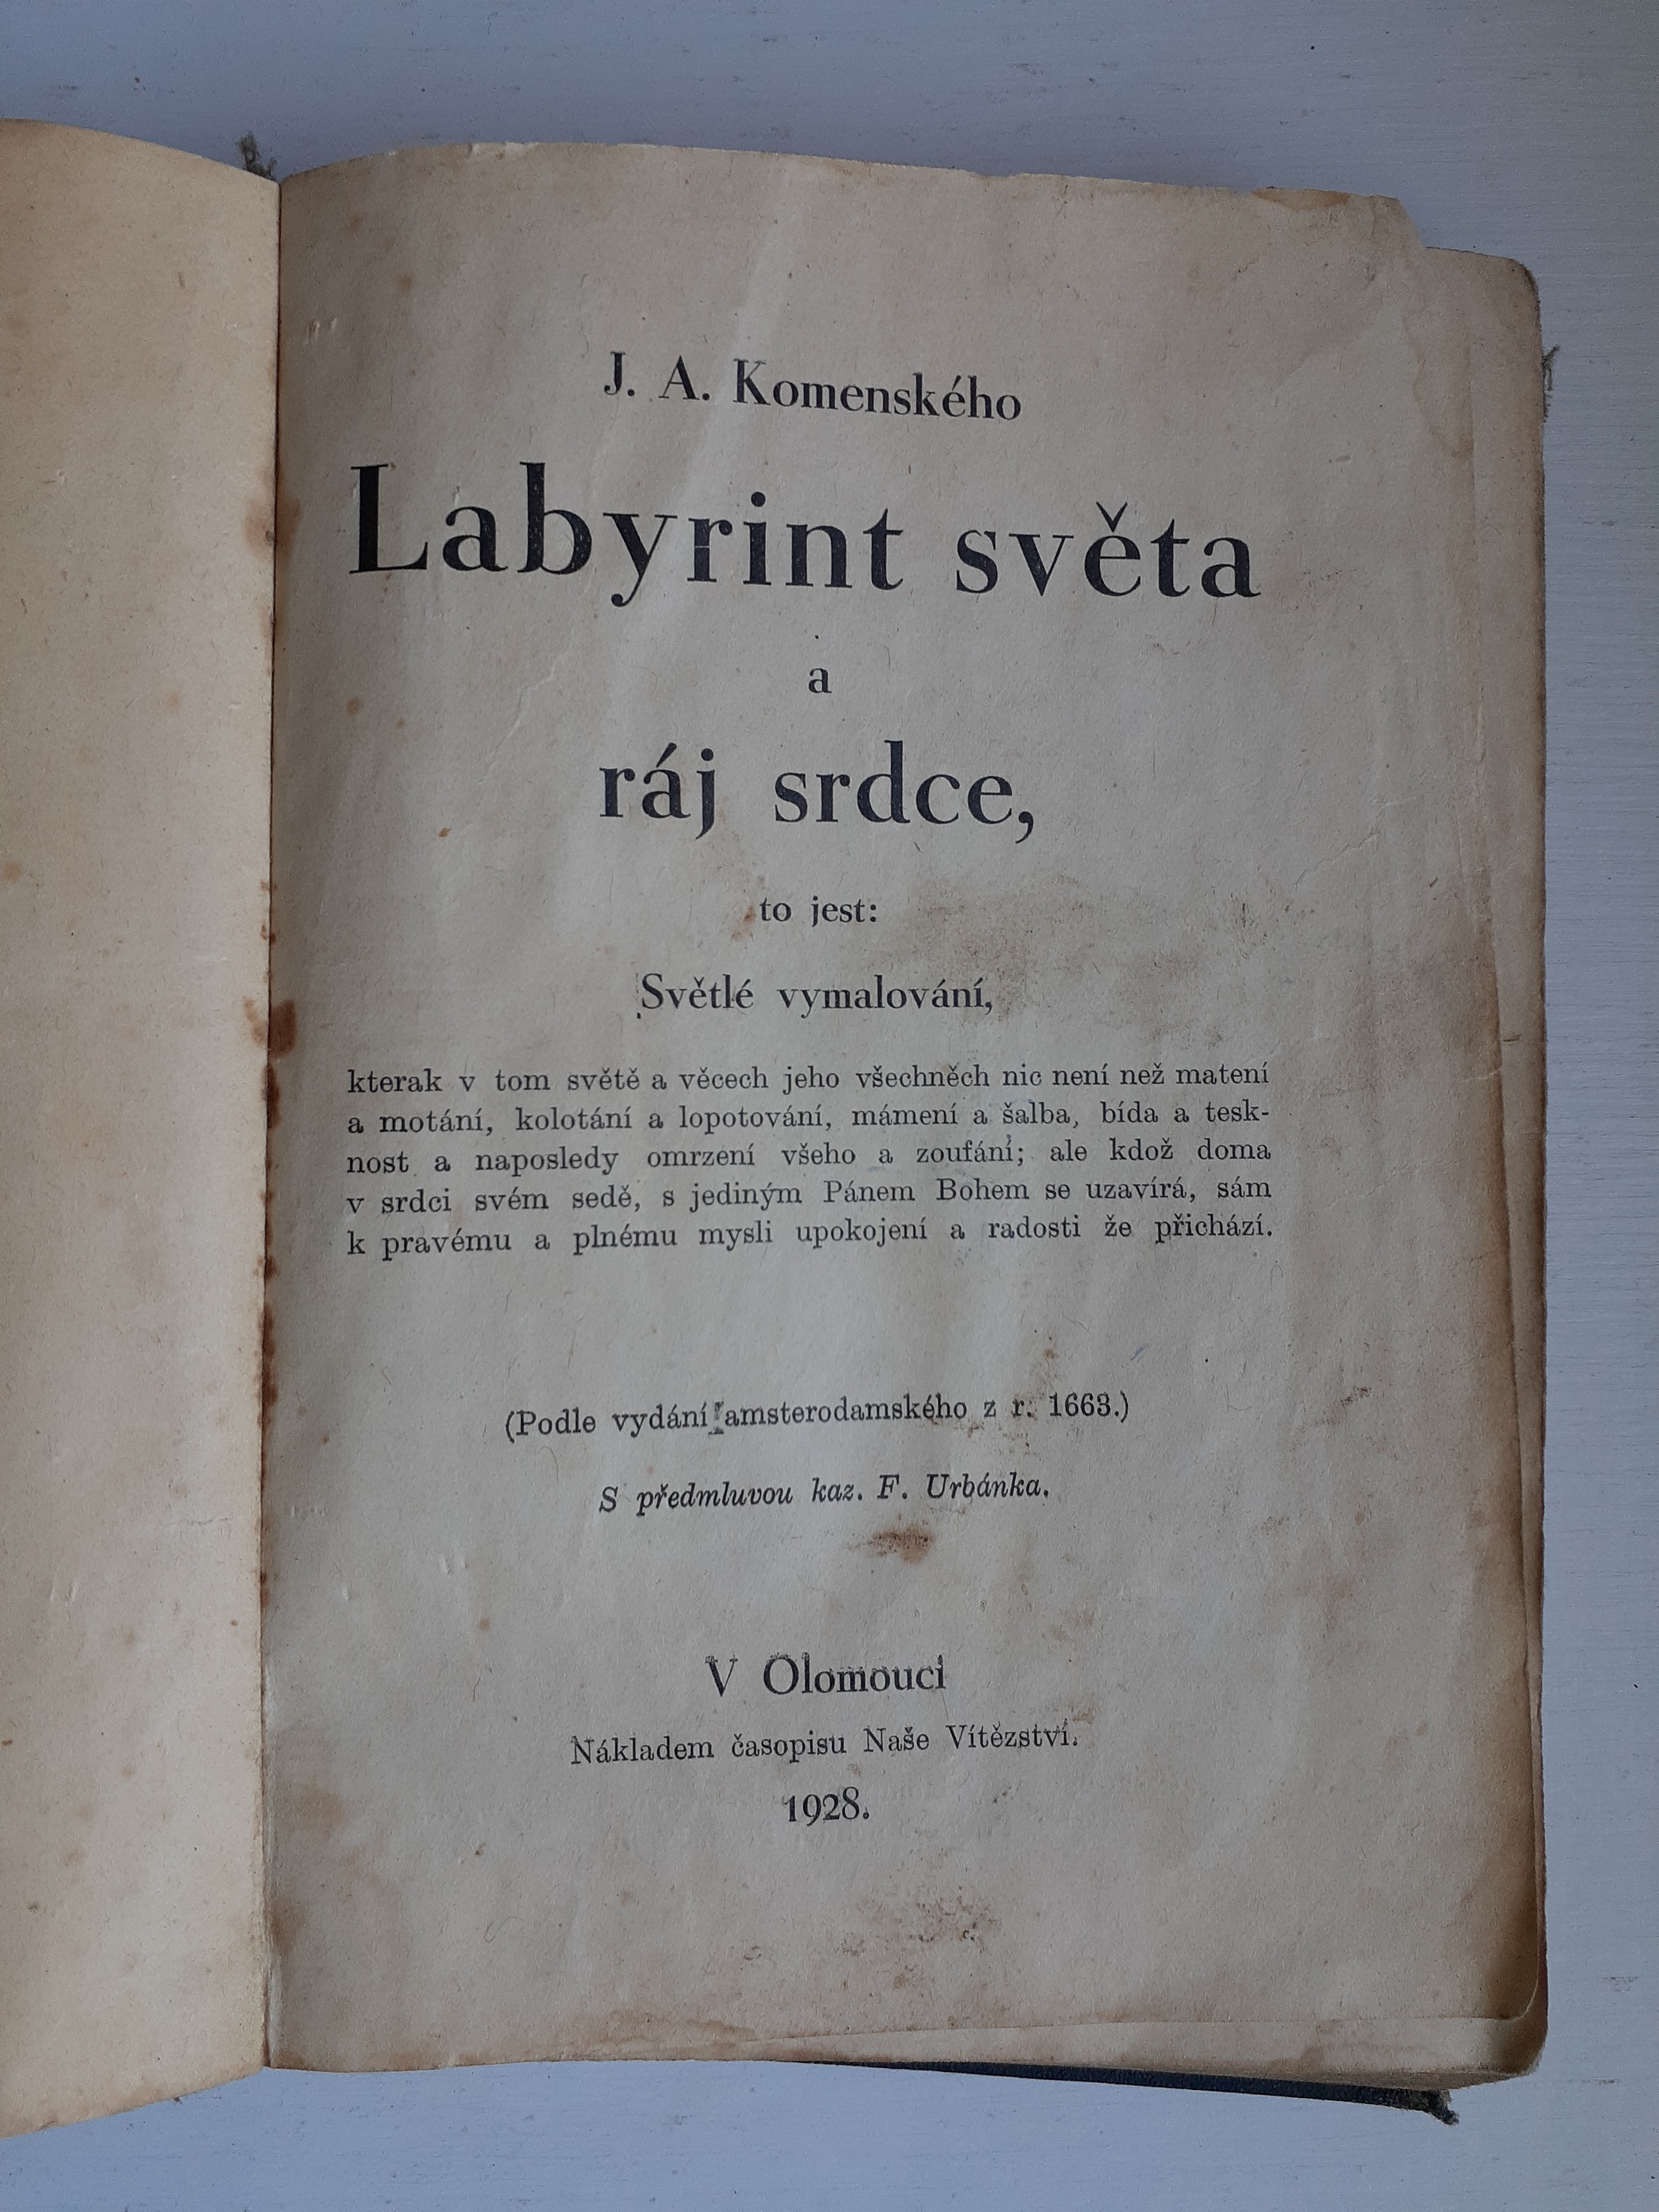 J. A. Komenského
Labyrint světa
a
ráj srdce,
to jest:
Světlé vymalování,
kterak v tom světě a věcech jeho všechněch nic není než matení
a motání, kolotání a lopotování, mámení a šalba, bída a tesk-
nost a naposledy omrzení všeho a zoufání; ale kdož doma
v srdci svém sedě, s jediným Pánem Bohem se uzavírá, sám
k pravému a plnému mysli upokojení a radosti že přichází.
(Podle vydání amsterodamského z r. 1663.)
S předmluvou kaz. F. Urbánka.
V Olomouci
Nákladem časopisu Naše Vítězství.
1928.